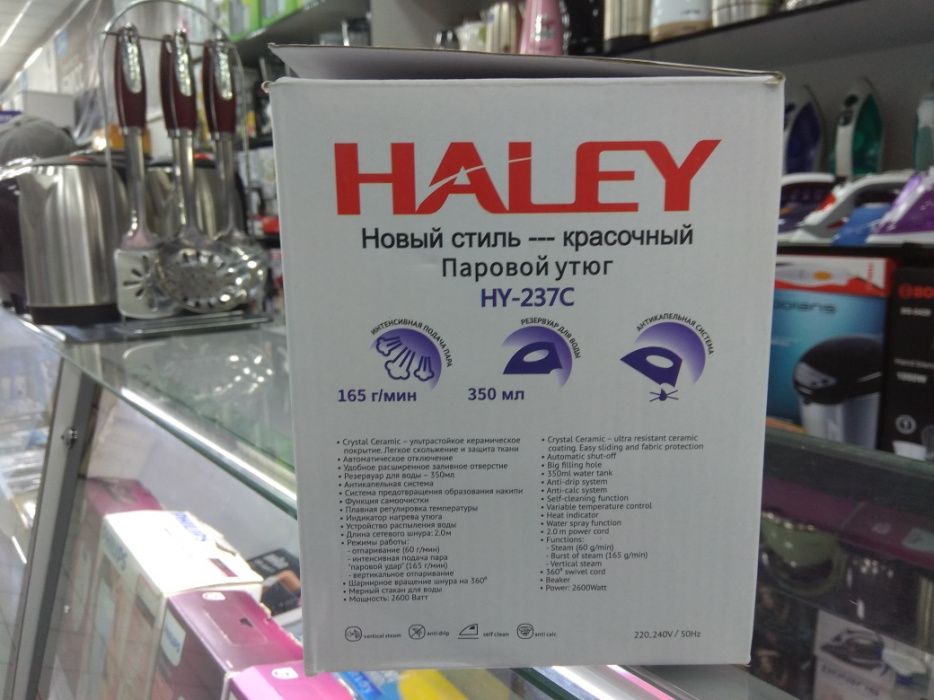 HALEY
Новый стиль --- красочный
Паровой утюг
HY-237C
ИНТЕНСИВНАЯ ПОДАЧА ПАРА
РЕЗЕРВУАР ДЛЯ ВОДЫ
АНТИКАПЕЛЬНАЯ СИСТЕМА
165 г/мин
350 мл
• Crystal Ceramic – ультрастойкое керамическое
покрытие. Легкое скольжение и защита ткани
• Автоматическое отключение
• Удобное расширенное заливное отверстие
• Резервуар для воды – 350мл
• Антикапельная система
• Система предотвращения образования накипи
• Функция самоочистки
• Плавная регулировка температуры
• Индикатор нагрева утюга
• Устройство распыления воды
• Длина сетевого шнура: 2.0м
• Режимы работы:
- отпаривание (60 г/мин)
- интенсивная подача пара
"паровой удар" (165 г/мин)
- вертикальное отпаривание
• Шарнирное вращение шнура на 360°
• Мерный стакан для воды
• Мощность: 2600 Ватт
• Crystal Ceramic – ultra resistant ceramic
coating. Easy sliding and fabric protection
• Automatic shut-off
• Big filling hole
• 350ml water tank
• Anti-drip system
• Anti-calc system
• Self-cleaning function
• Variable temperature control
• Heat indicator
• Water spray function
• 2.0 m power cord
• Functions:
- Steam (60 g/min)
- Burst of steam (165 g/min)
- Vertical steam
• 360° swivel cord
• Beaker
• Power: 2600Watt
vertical steam
anti drip
self clean
anti calc
220_240V / 50Hz
polaris
BO
PHILIPS